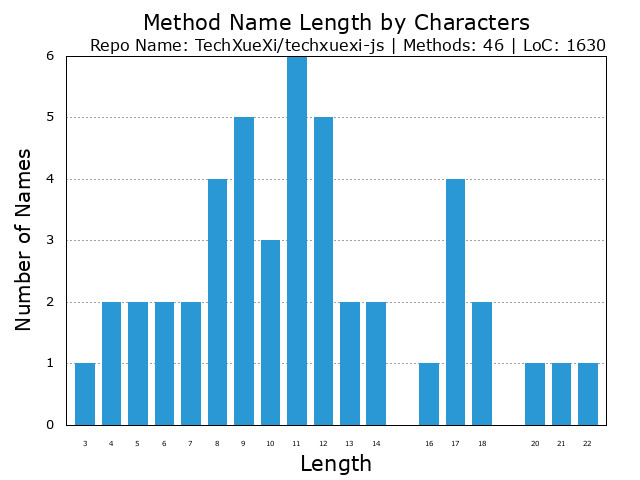 Method Name Length by Characters
Repo Name: TechXueXi/techxuexi-js | Methods: 46 | LoC: 1630
Number of Names
6
5
4
3
2
1
0
3 4 5 6 7 8 9 10 11 12 13 14 16 17 18 20 21 22
Length